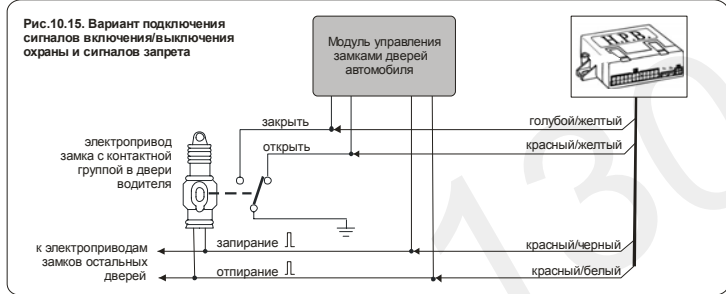 Рис.10.15. Вариант подключения
сигналов включения/выключения
охраны и сигналов запрета
Модуль управления
замками дверей
автомобиля
H.P.B.
закрыть
голубой/желтый
электропривод
замка с контактной
группой в двери
водителя
открыть
красный/желтый
к электроприводам
замков остальных
дверей
запирание
красный/черный
отпирание
красный/белый
130